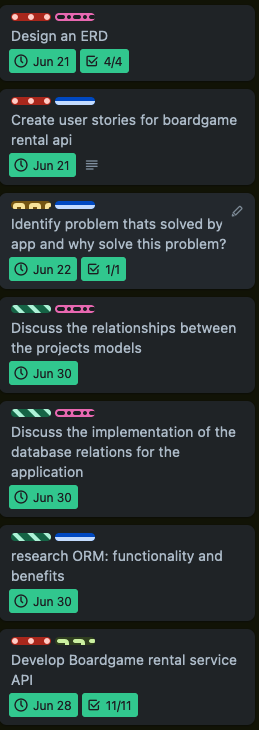 Design an ERD
Jun 21 4/4
Create user stories for boardgame
rental api
Jun 21
Identify problem thats solved by
app and why solve this problem?
Jun 22 1/1
Discuss the relationships between
the projects models
Jun 30
Discuss the implementation of the
database relations for the
application
Jun 30
research ORM: functionality and
benefits
Jun 30
Develop Boardgame rental service
API
Jun 28 11/11